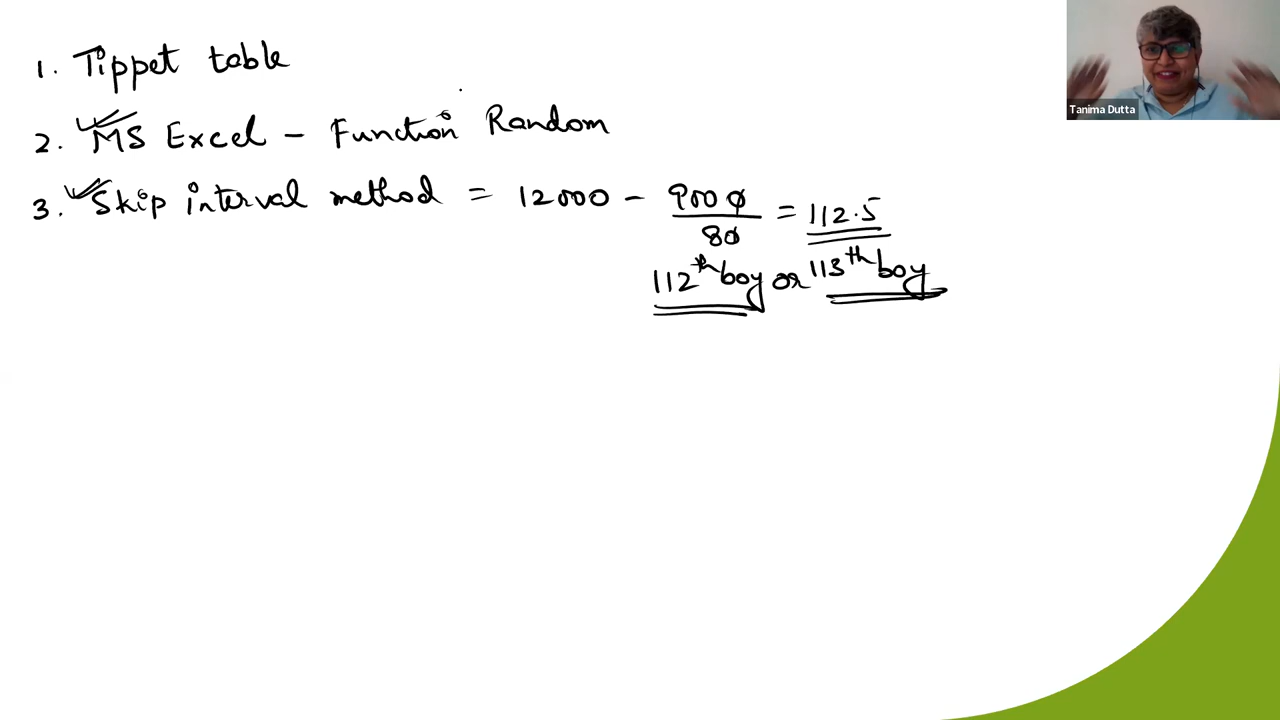 1. Tippet table
2. MS Excel - Function Random
3. Skip interval method = 12000 - 9000/80 = 112.5
112th boy or 113th boy
Tanima Dutta